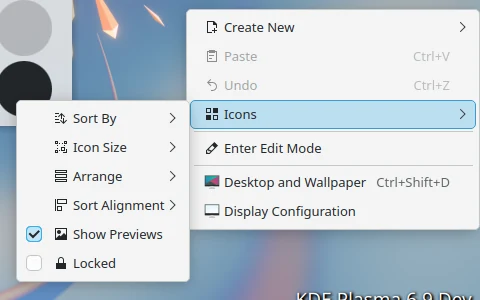 Create New
Paste Ctrl+V
Undo Ctrl+Z
Icons
Enter Edit Mode
Desktop and Wallpaper Ctrl+Shift+D
Display Configuration
Sort By
Icon Size
Arrange
Sort Alignment
Show Previews
Locked
KDE Plasma 6.9 Dev